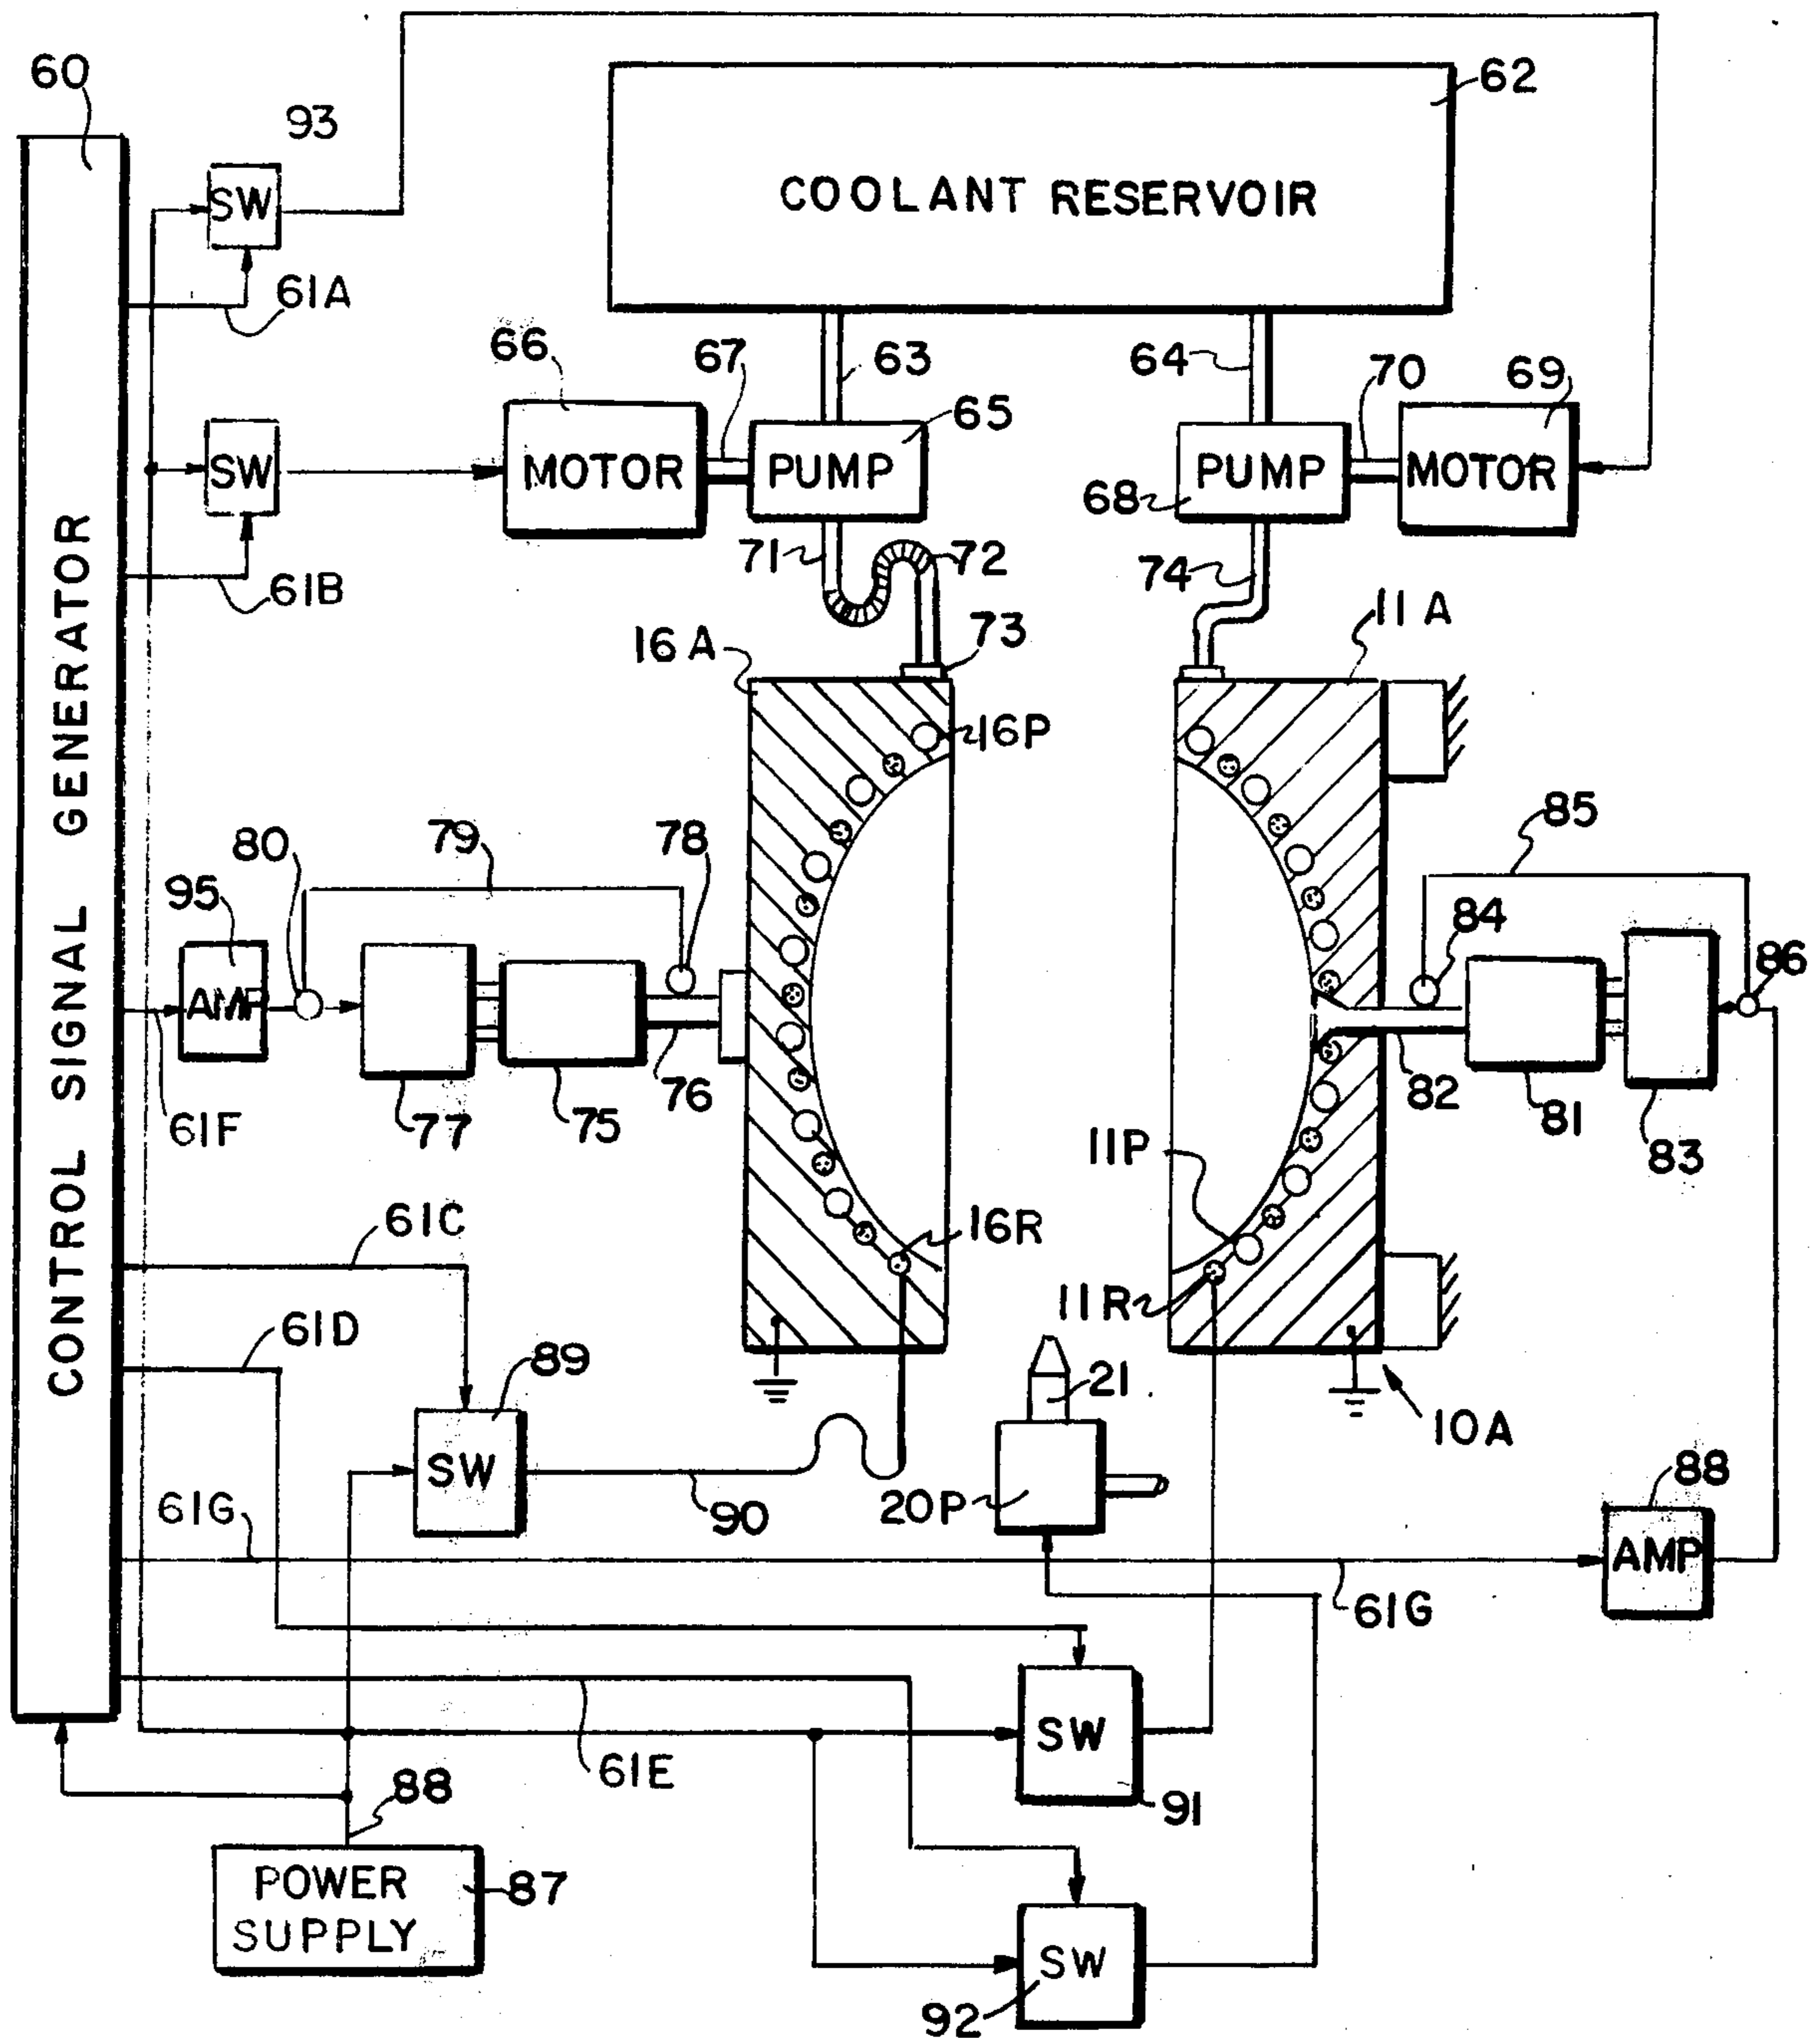 60
93
62
SW
COOLANT RESERVOIR
61A
66
67
63
64
70
69
65
SW
MOTOR
PUMP
PUMP
MOTOR
68
71
72
74
61B
11A
16A
73
16P
CONTROL SIGNAL GENERATOR
85
79
78
80
95
84
86
AMP
76
82
61F
77
75
81
83
11P
61C
16R
11R
61D
89
21
10A
SW
88
20P
61G
90
AMP
61G
SW
61E
88
91
POWER
SUPPLY
87
SW
92